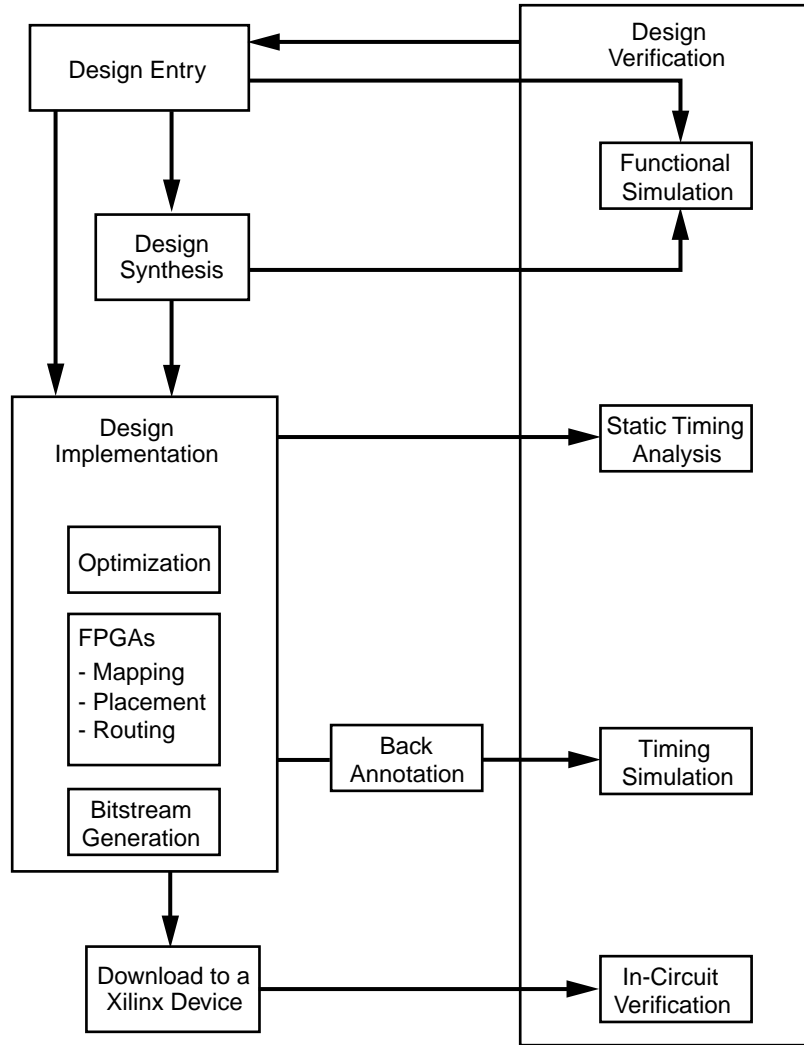 Design Entry
Design
Verification
Functional
Simulation
Design
Synthesis
Design
Implementation
Static Timing
Analysis
Optimization
FPGAs
- Mapping
- Placement
- Routing
Back
Annotation
Timing
Simulation
Bitstream
Generation
Download to a
Xilinx Device
In-Circuit
Verification